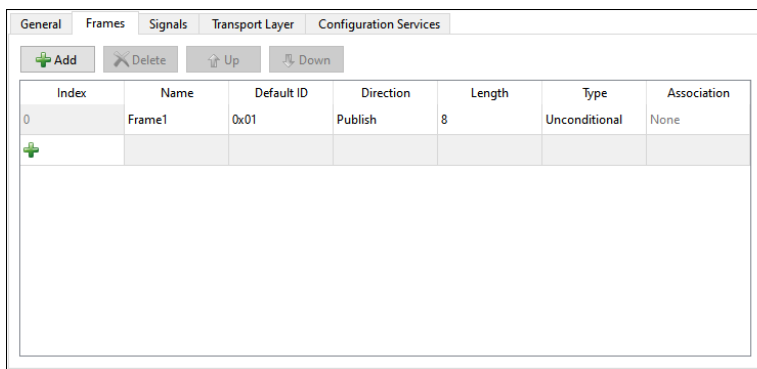 General Frames Signals Transport Layer Configuration Services
Add Delete Up Down
Index Name Default ID Direction Length Type Association
0 Frame1 0x01 Publish 8 Unconditional None